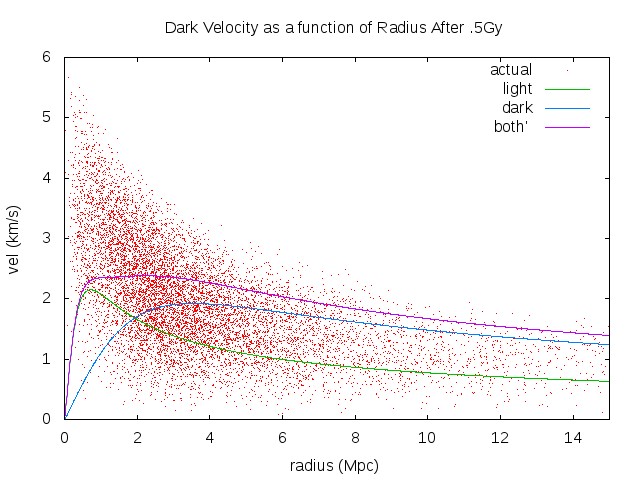 Dark Velocity as a function of Radius After .5Gy
6
5
4
3
2
1
0
vel (km/s)
actual
light
dark
both'
0 2 4 6 8 10 12 14
radius (Mpc)